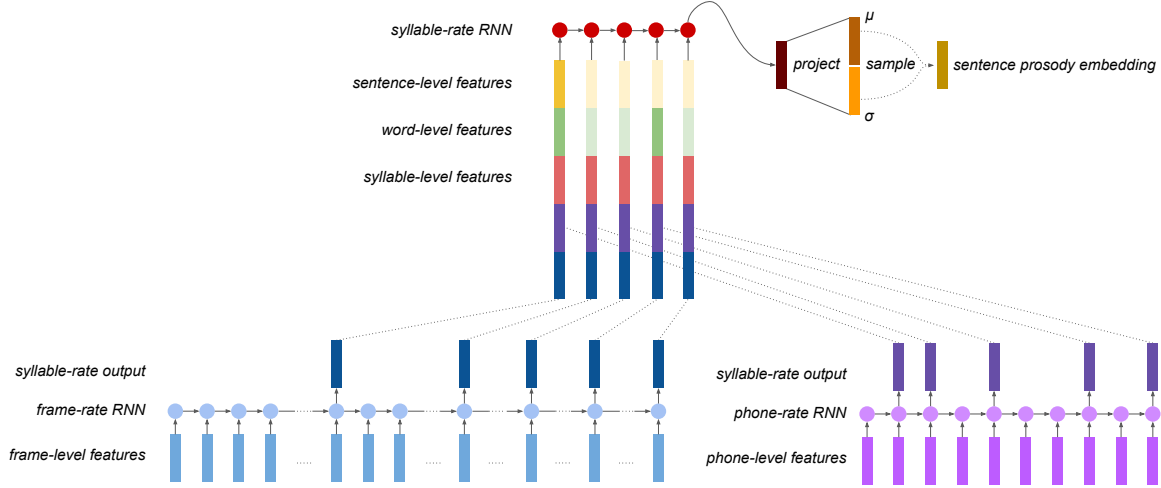 syllable-rate RNN
μ
project
sample
sentence prosody embedding
σ
sentence-level features
word-level features
syllable-level features
syllable-rate output
frame-rate RNN
frame-level features
syllable-rate output
phone-rate RNN
phone-level features